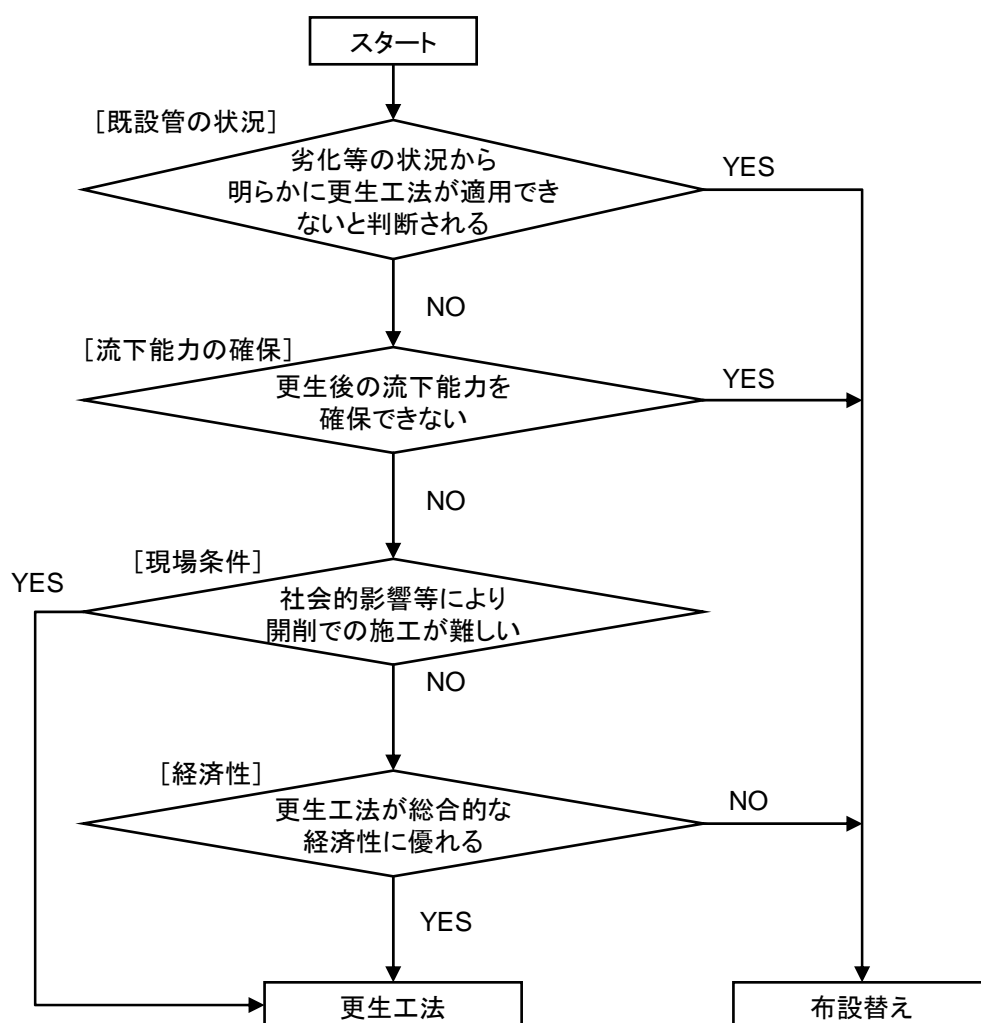 スタート
[既設管の状況]
劣化等の状況から
明らかに更生工法が適用でき
ないと判断される
YES
NO
[流下能力の確保]
更生後の流下能力を
確保できない
YES
NO
[現場条件]
YES
社会的影響等により
開削での施工が難しい
NO
[経済性]
更生工法が総合的な
経済性に優れる
NO
YES
更生工法
布設替え